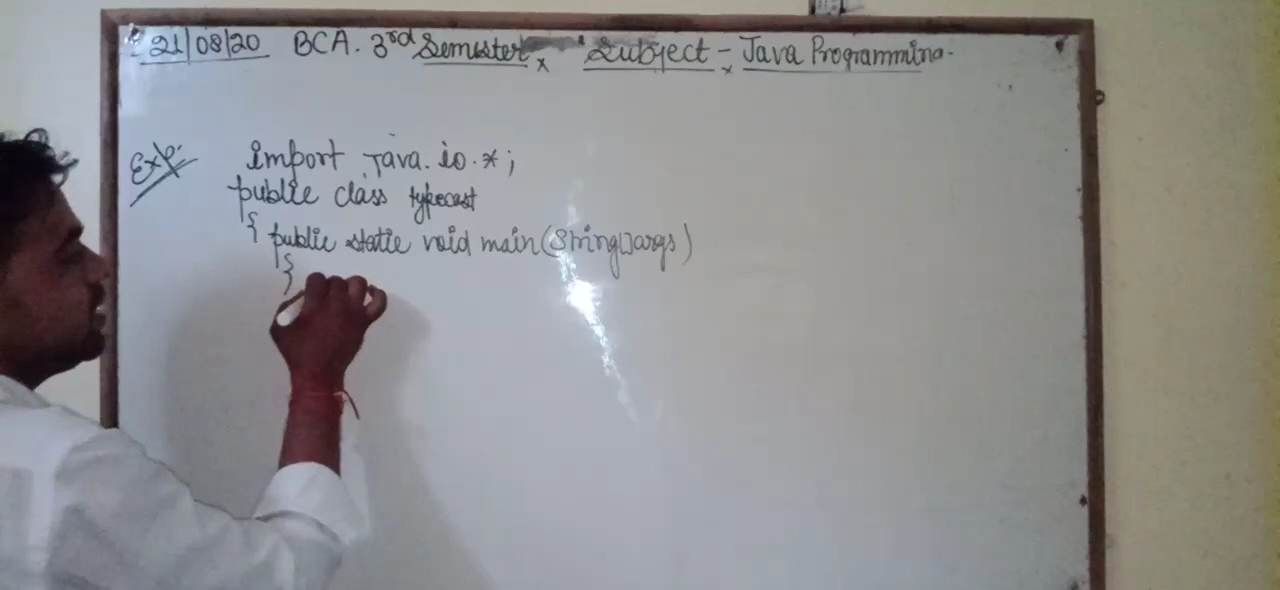 21/08/20 BCA. 3rd Semester, Subject - Java Programming.
Exp.
import Java.io.*;
public class typecast
{ public static void main(String[]args)
{